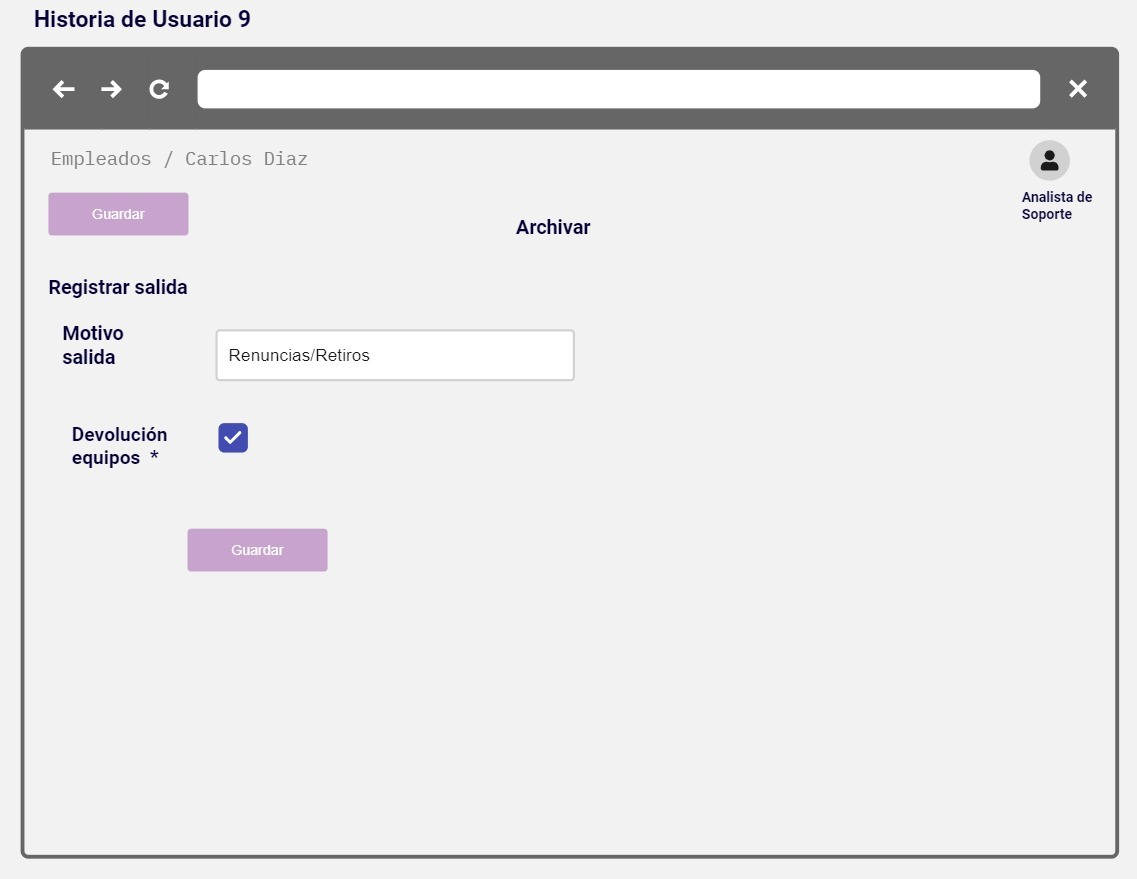 Historia de Usuario 9
Empleados / Carlos Diaz
Analista de
Soporte
Guardar
Archivar
Registrar salida
Motivo
salida
Renuncias/Retiros
Devolución
equipos *
Guardar